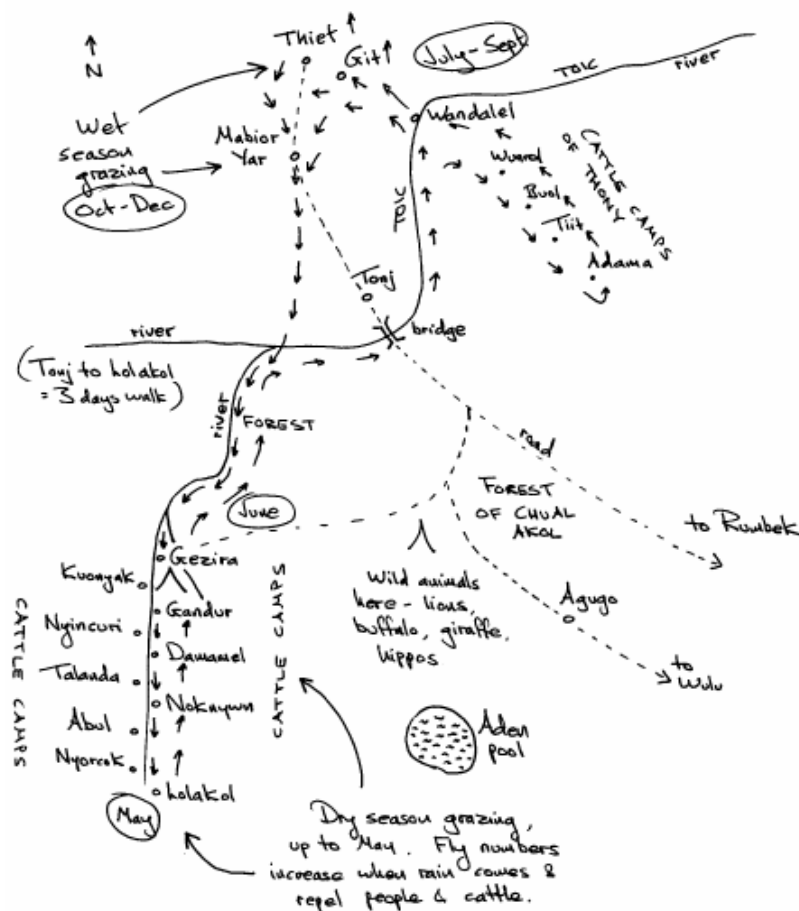 Thiet
Git
July-Sept
N
TOIC
river
Wandalel
Wet
season
grazing
Oct-Dec
Mabior
Yar
TOIC
Wuarol
Buol
Tiit
Adama
CATTLE CAMPS
OF THONY
Tonj
bridge
river
(Tonj to Lolakol
= 3 days walk)
river
FOREST
road
FOREST
OF CHUAL
AKOL
to Rumbek
June
Gezira
Kuonyak
Wild animals
here - lions,
buffalo, giraffe,
hippos
Agugo
to
Wulu
Gandur
Nyincuri
CATTLE CAMPS
CATTLE CAMPS
Damamel
Talanda
Noknywn
Abul
Aden
pool
Nyorcok
Lolakol
May
Dry season grazing,
up to May. Fly numbers
increase when rain comes &
repel people & cattle.